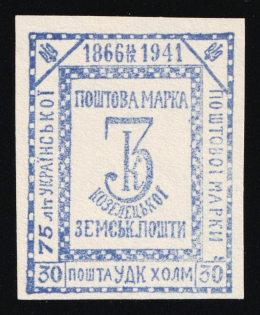 1866 1941
ПОШТОВА МАРКА
КОЗЕЛЕЦЬКОЇ
ЗЕМСЬК. ПОШТИ
75 ЛІТ УКРАЇНСЬКОЇ
ПОШТОВОЇ МАРКИ
30 ПОШТА УДК ХОЛМ 30